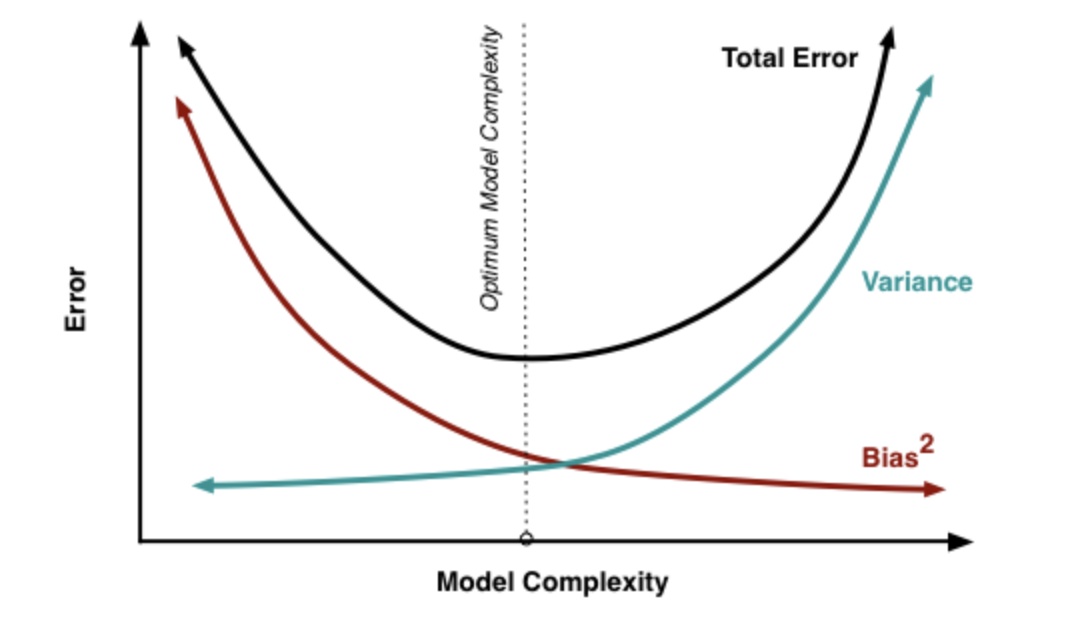 Optimum Model Complexity
Total Error
Error
Variance
Bias²
Model Complexity